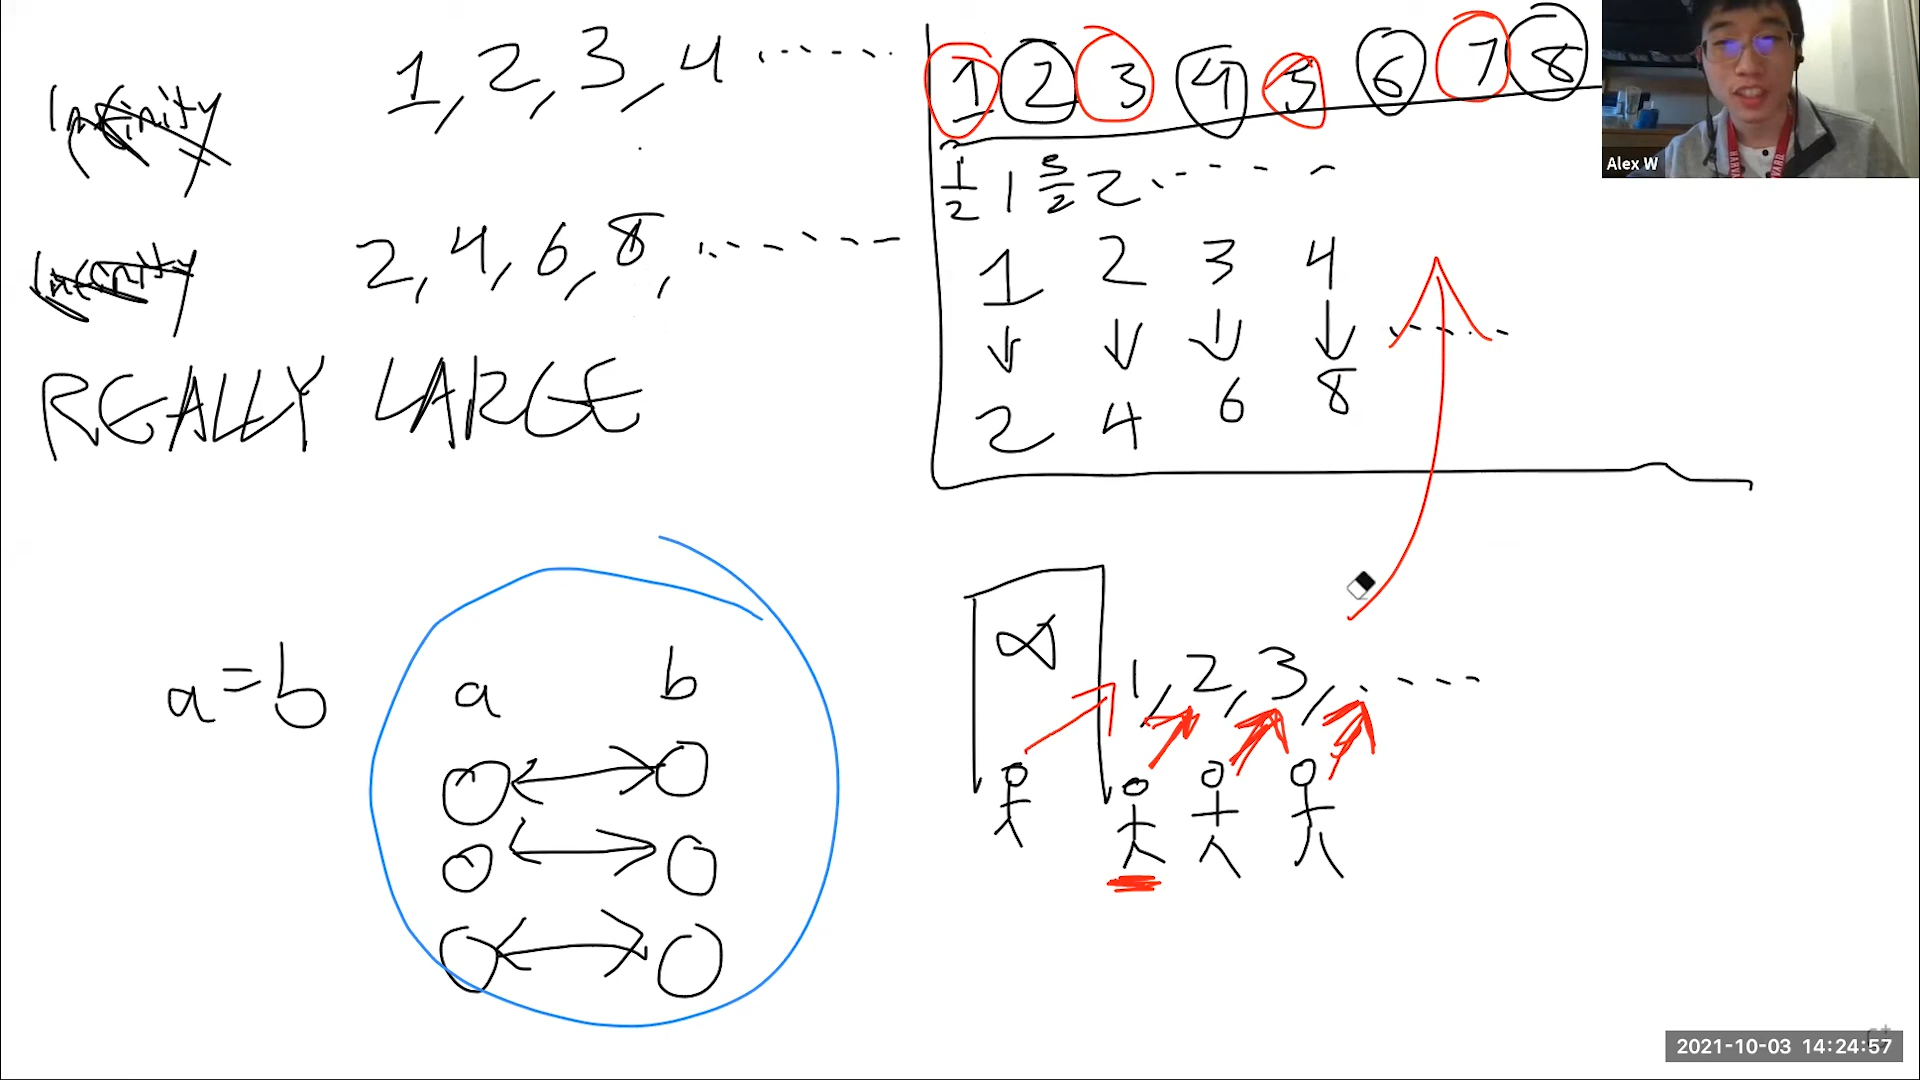 Infinity
1, 2, 3, 4 ......
Infinity
2, 4, 6, 8, ......
REALLY LARGE
1 2 3 4 5 6 7 8
1/2 1 3/2 2 ......
1 2 3 4
↓ ↓ ↓ ↓ ......
2 4 6 8
a = b
a b
∞
1, 2, 3, ....
Alex W
2021-10-03 14:24:57